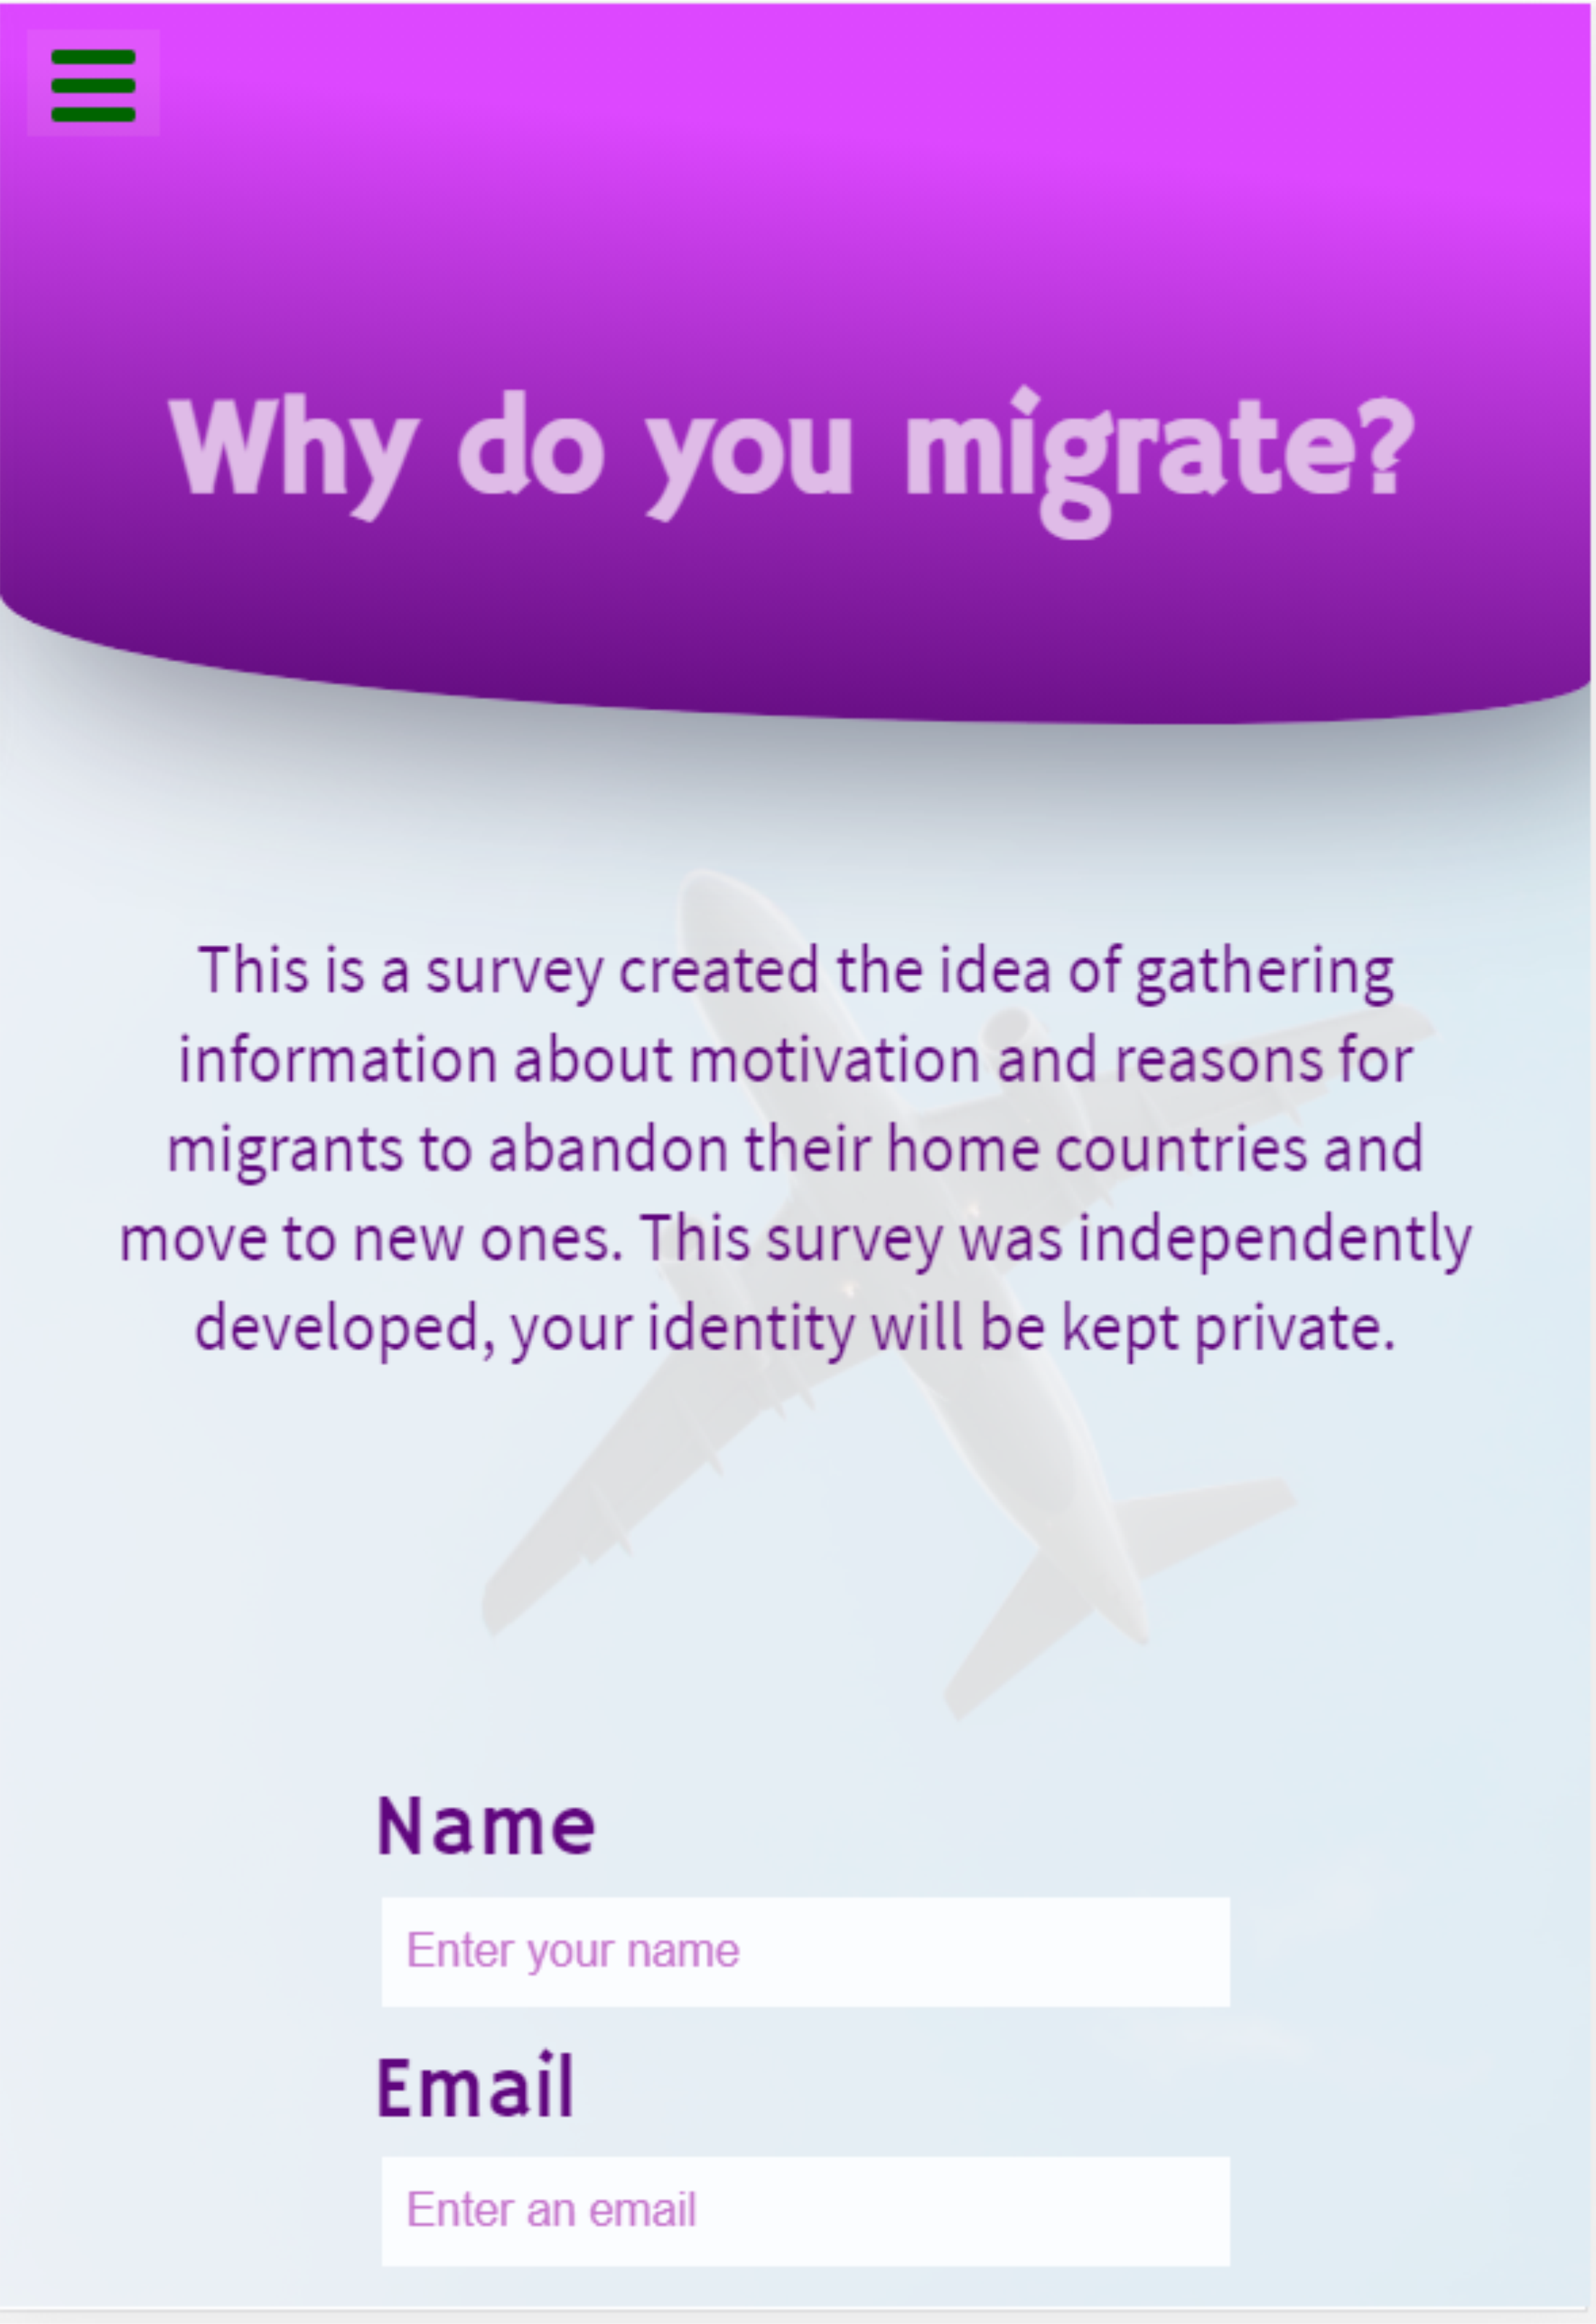 Why do you migrate?
This is a survey created the idea of gathering
information about motivation and reasons for
migrants to abandon their home countries and
move to new ones. This survey was independently
developed, your identity will be kept private.
Name
Enter your name
Email
Enter an email